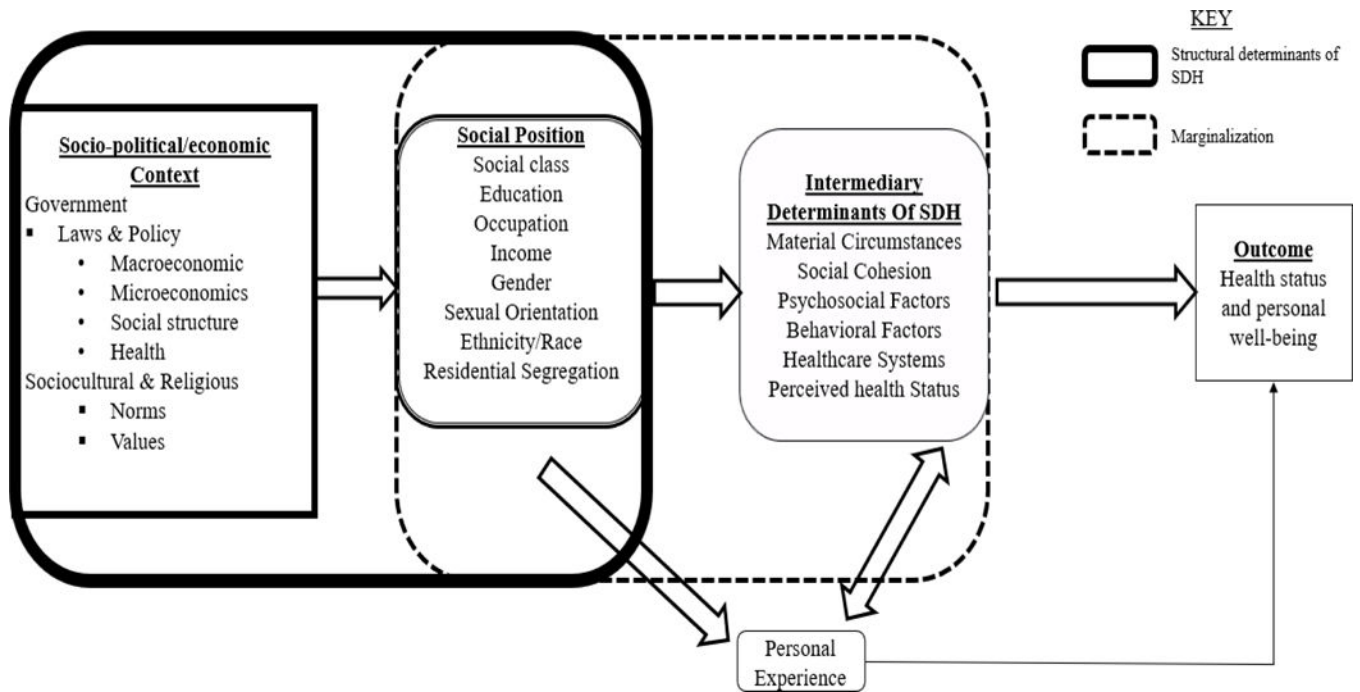 KEY
Structural determinants of
SDH
Marginalization
Socio-political/economic
Context
Government
▪ Laws & Policy
• Macroeconomic
• Microeconomics
• Social structure
• Health
Sociocultural & Religious
▪ Norms
▪ Values
Social Position
Social class
Education
Occupation
Income
Gender
Sexual Orientation
Ethnicity/Race
Residential Segregation
Intermediary
Determinants Of SDH
Material Circumstances
Social Cohesion
Psychosocial Factors
Behavioral Factors
Healthcare Systems
Perceived health Status
Outcome
Health status
and personal
well-being
Personal
Experience